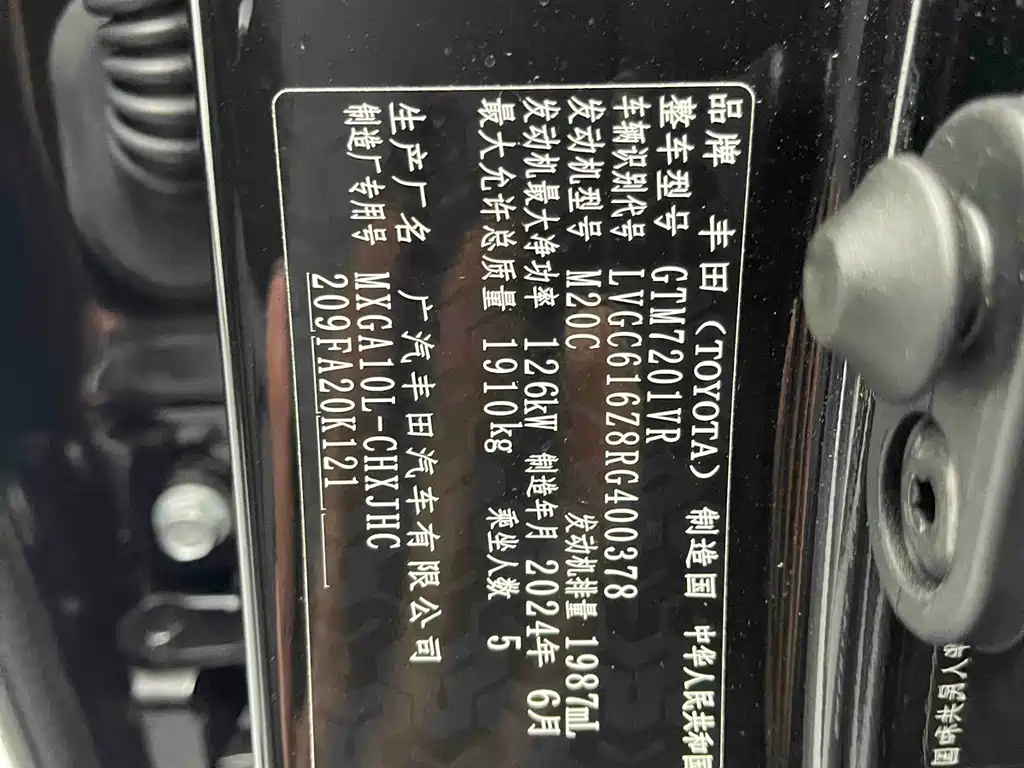 品牌 丰田（TOYOTA） 制造国 中华人民共和国
整车型号 GTM7201VR
车辆识别代号 LVGC616Z8RG400378
发动机型号 M20C 发动机排量 1987mL
发动机最大净功率 126kW 制造年月 2024年 6月
最大允许总质量 1910kg 乘坐人数 5
生产厂名 广汽丰田汽车有限公司
制造厂专用号 MXGA10L-CHXJHC
209FA20K121